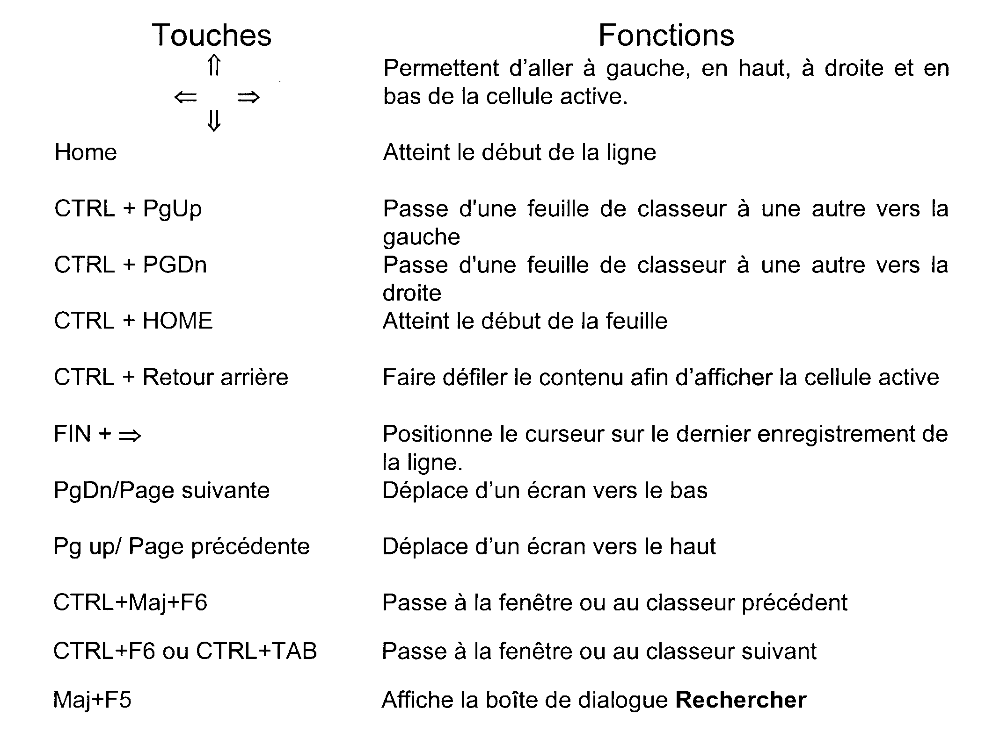 Touches Fonctions
⇑ Permettent d’aller à gauche, en haut, à droite et en
⇐ ⇒ bas de la cellule active.
⇓
Home Atteint le début de la ligne
CTRL + PgUp Passe d'une feuille de classeur à une autre vers la
gauche
CTRL + PGDn Passe d'une feuille de classeur à une autre vers la
droite
CTRL + HOME Atteint le début de la feuille
CTRL + Retour arrière Faire défiler le contenu afin d’afficher la cellule active
FIN + ⇒ Positionne le curseur sur le dernier enregistrement de
la ligne.
PgDn/Page suivante Déplace d’un écran vers le bas
Pg up/ Page précédente Déplace d’un écran vers le haut
CTRL+Maj+F6 Passe à la fenêtre ou au classeur précédent
CTRL+F6 ou CTRL+TAB Passe à la fenêtre ou au classeur suivant
Maj+F5 Affiche la boîte de dialogue Rechercher